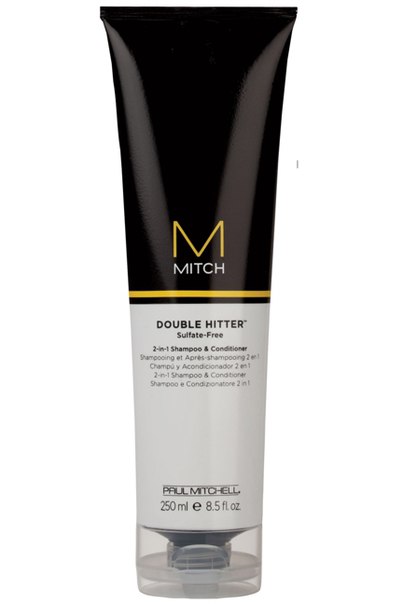 M
MITCH
DOUBLE HITTER™
Sulfate-Free
2-in-1 Shampoo & Conditioner
Shampooing et Après-shampooing 2 en 1
Champú y Acondicionador 2 en 1
2-in-1 Shampoo & Conditioner
Shampoo e Condizionatore 2 in 1
PAUL MITCHELL®
250 ml e 8.5 fl. oz.